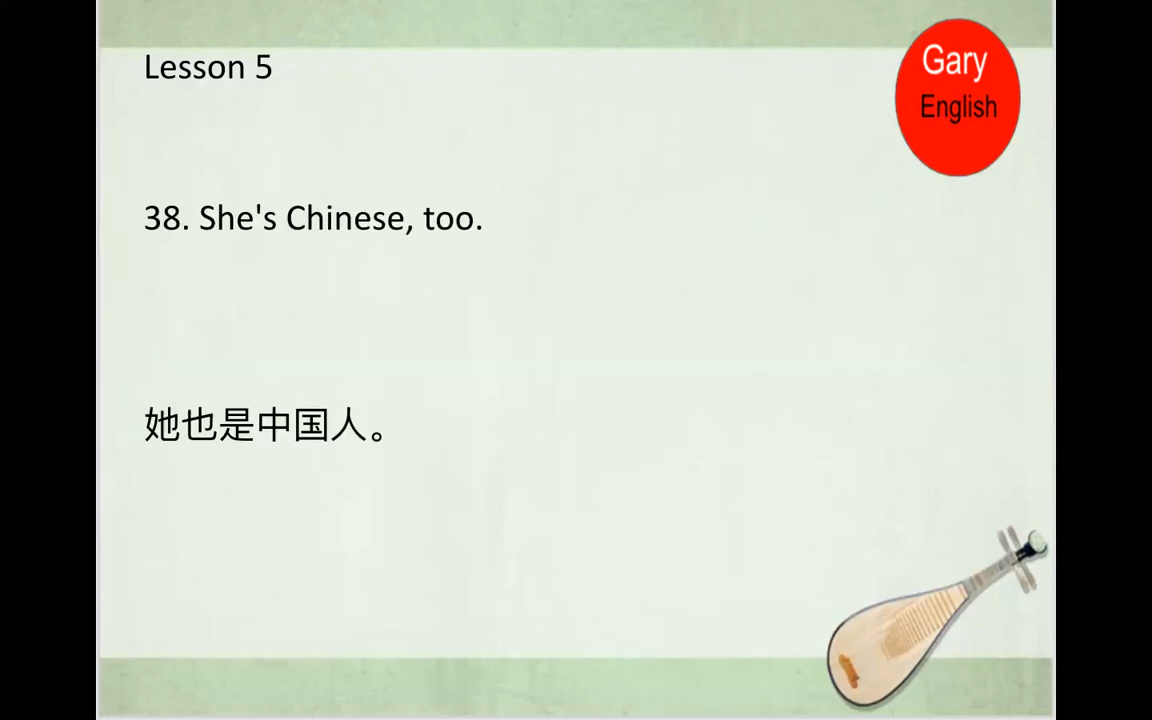 Lesson 5
Gary
English
38. She's Chinese, too.
她也是中国人。